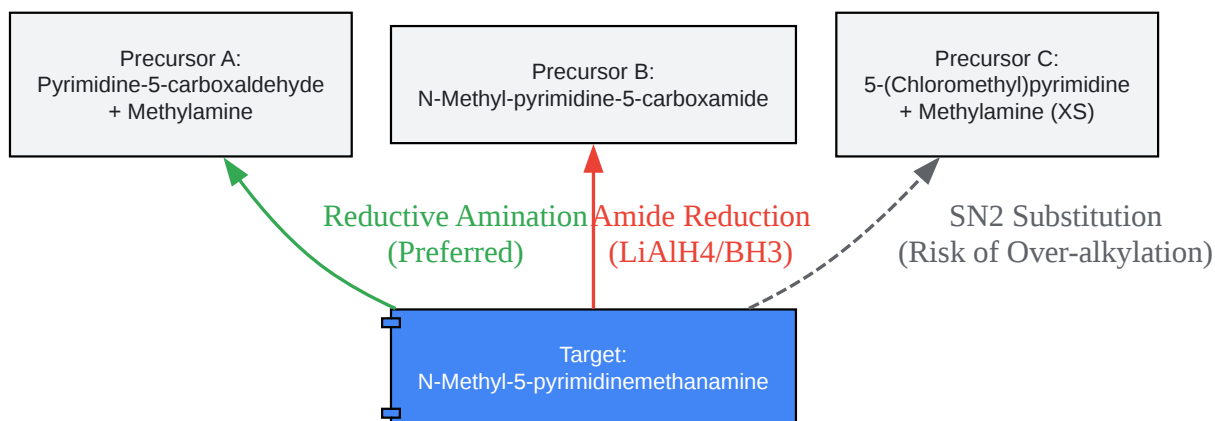 Precursor A:
Pyrimidine-5-carboxaldehyde
+ Methylamine
Precursor B:
N-Methyl-pyrimidine-5-carboxamide
Precursor C:
5-(Chloromethyl)pyrimidine
+ Methylamine (XS)
Reductive Amination
(Preferred)
Amide Reduction
(LiAlH4/BH3)
SN2 Substitution
(Risk of Over-alkylation)
Target:
N-Methyl-5-pyrimidinemethanamine